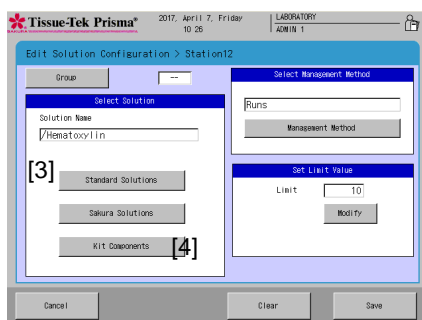 Tissue-Tek Prisma®
SAKURA
2017, April 7, Friday
10 26
LABORATORY
ADMIN 1
Edit Solution Configuration > Station12
Group
--
Select Solution
Solution Name
/Hematoxylin
[3]
Standard Solutions
Sakura Solutions
Kit Components
[4]
Select Management Method
Runs
Management Method
Set Limit Value
Limit
10
Modify
Cancel
Clear
Save